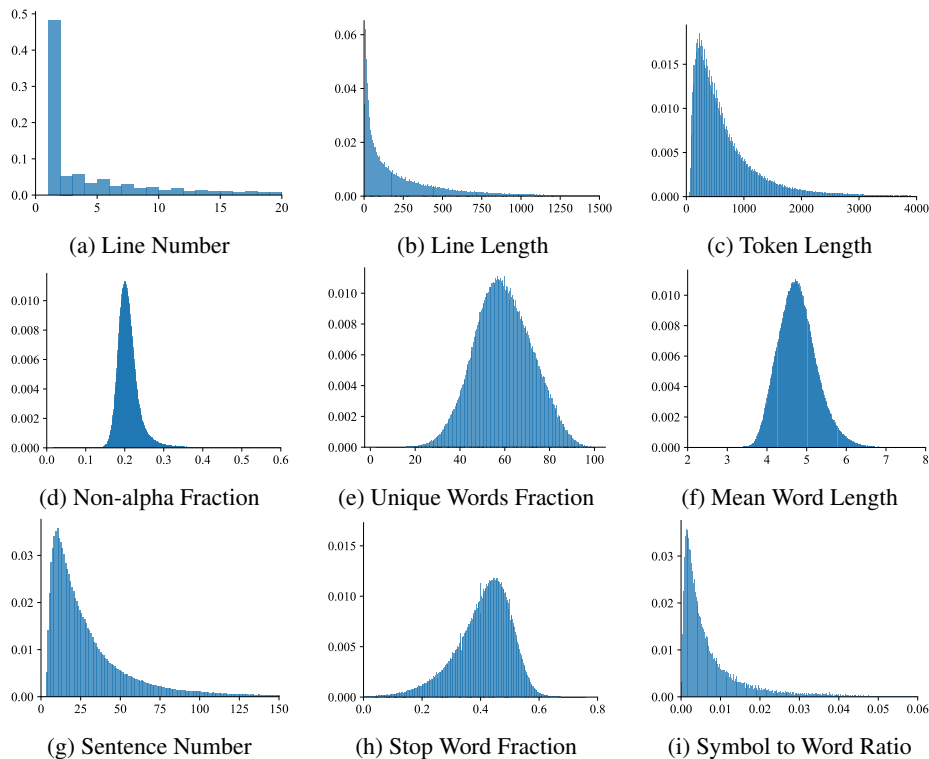 0.5
0.4
0.3
0.2
0.1
0.0
0 5 10 15 20
(a) Line Number
0.06
0.04
0.02
0.00
0 250 500 750 1000 1250 1500
(b) Line Length
0.015
0.010
0.005
0.000
0 1000 2000 3000 4000
(c) Token Length
0.010
0.008
0.006
0.004
0.002
0.000
0.0 0.1 0.2 0.3 0.4 0.5 0.6
(d) Non-alpha Fraction
0.010
0.008
0.006
0.004
0.002
0.000
0 20 40 60 80 100
(e) Unique Words Fraction
0.010
0.008
0.006
0.004
0.002
0.000
2 3 4 5 6 7 8
(f) Mean Word Length
0.03
0.02
0.01
0.00
0 25 50 75 100 125 150
(g) Sentence Number
0.015
0.010
0.005
0.000
0.0 0.2 0.4 0.6 0.8
(h) Stop Word Fraction
0.03
0.02
0.01
0.00
0.00 0.01 0.02 0.03 0.04 0.05 0.06
(i) Symbol to Word Ratio